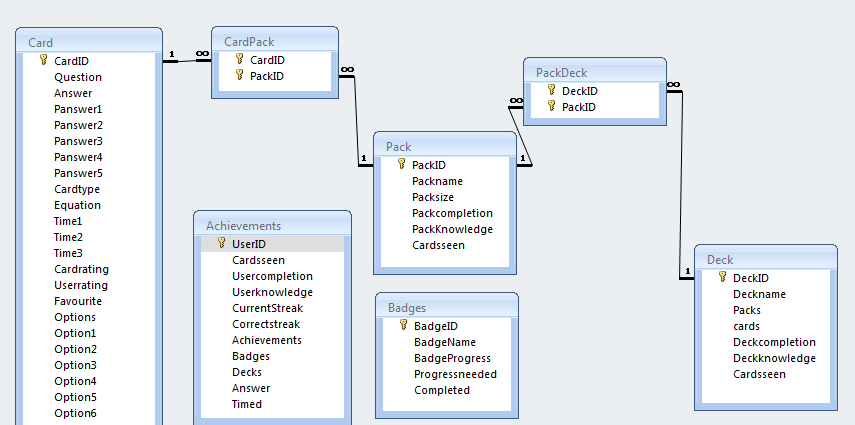 Card
CardID
Question
Answer
Panswer1
Panswer2
Panswer3
Panswer4
Panswer5
Cardtype
Equation
Time1
Time2
Time3
Cardrating
Userrating
Favourite
Options
Option1
Option2
Option3
Option4
Option5
Option6
1
∞
CardPack
CardID
PackID
∞
1
Pack
PackID
Packname
Packsize
Packcompletion
PackKnowledge
Cardsseen
1
∞
PackDeck
DeckID
PackID
∞
1
Achievements
UserID
Cardsseen
Usercompletion
Userknowledge
CurrentStreak
Correctstreak
Achievements
Badges
Decks
Answer
Timed
Badges
BadgeID
BadgeName
BadgeProgress
Progressneeded
Completed
Deck
DeckID
Deckname
Packs
cards
Deckcompletion
Deckknowledge
Cardsseen